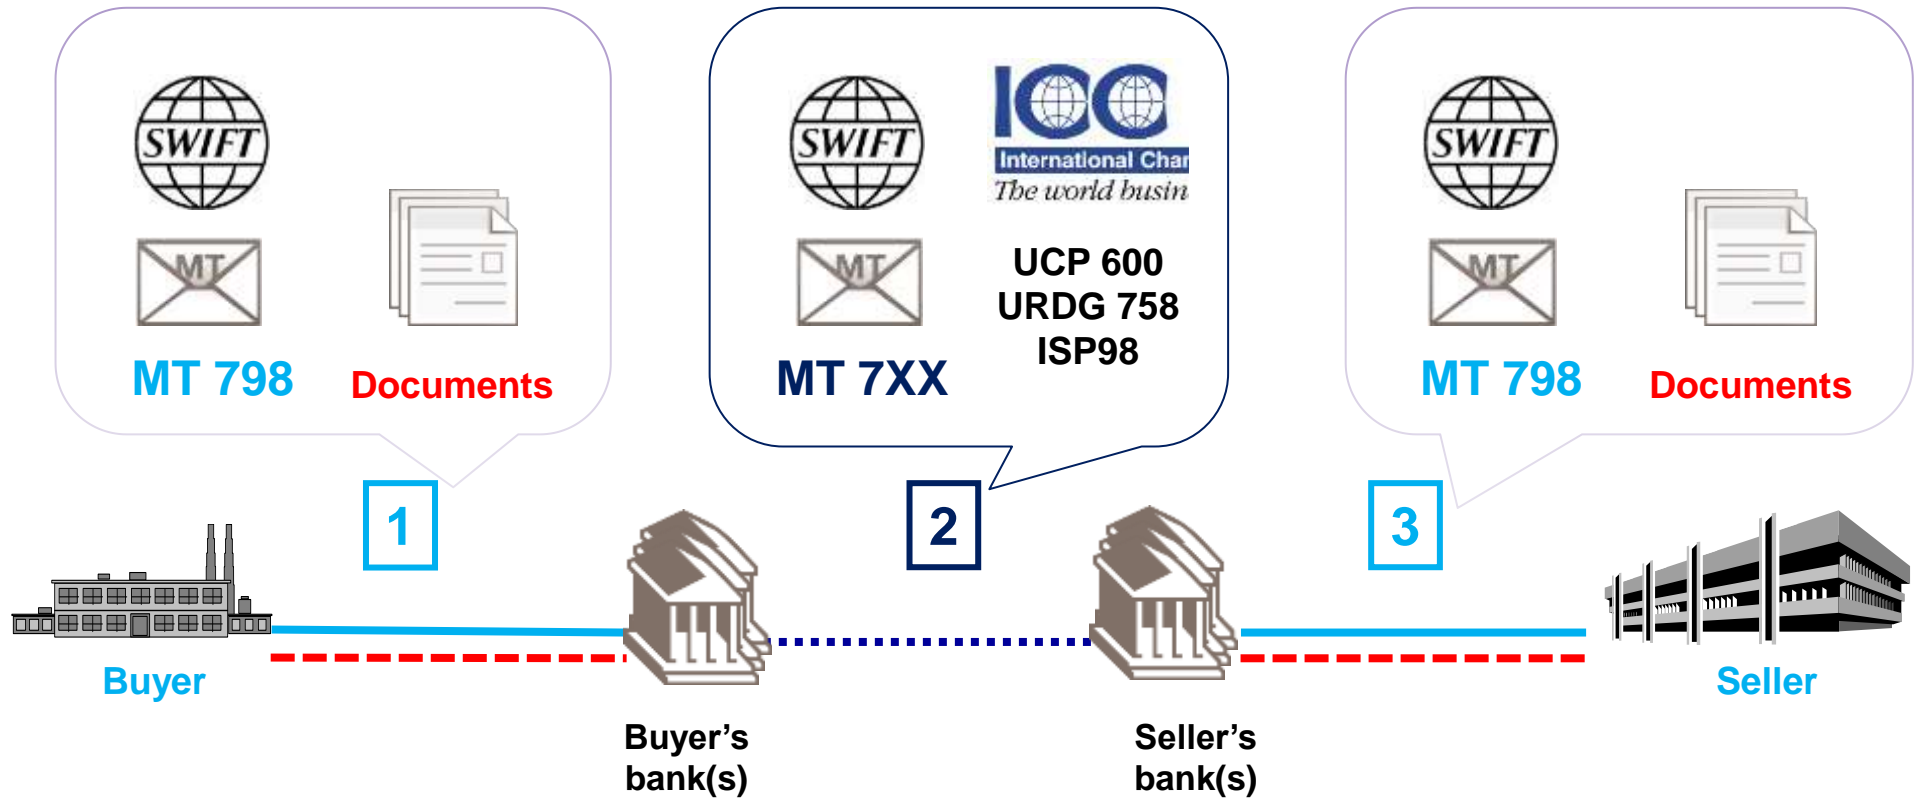 SWIFT
MT
MT 798
Documents
SWIFT
ICC
International Char
The world busin
MT
UCP 600
URDG 758
ISP98
MT 7XX
SWIFT
MT
MT 798
Documents
1
2
3
Buyer
Seller
Buyer’s
bank(s)
Seller’s
bank(s)